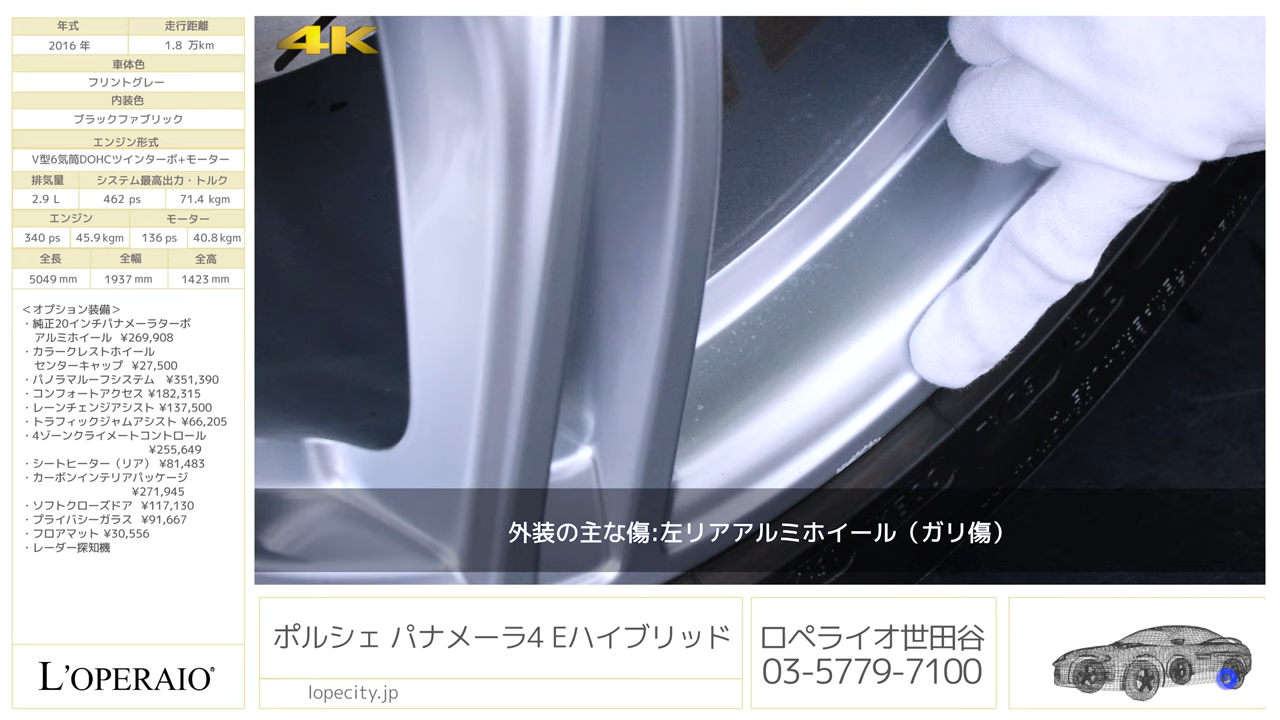 年式 走行距離
2016 年 1.8 万km
車体色
フリントグレー
内装色
ブラックファブリック
エンジン形式
V型6気筒DOHCツインターボ+モーター
排気量 システム最高出力・トルク
2.9 L 462 ps 71.4 kgm
エンジン モーター
340 ps 45.9 kgm 136 ps 40.8 kgm
全長 全幅 全高
5049 mm 1937 mm 1423 mm
＜オプション装備＞
・純正20インチパナメーラターボ
アルミホイール ¥269,908
・カラークレストホイール
センターキャップ ¥27,500
・パノラマルーフシステム ¥351,390
・コンフォートアクセス ¥182,315
・レーンチェンジアシスト ¥137,500
・トラフィックジャムアシスト ¥66,205
・4ゾーンクライメートコントロール
¥255,649
・シートヒーター（リア） ¥81,483
・カーボンインテリアパッケージ
¥271,945
・ソフトクローズドア ¥117,130
・プライバシーガラス ¥91,667
・フロアマット ¥30,556
・レーダー探知機
L'OPERAIO®
4K
外装の主な傷:左リアアルミホイール（ガリ傷）
ポルシェ パナメーラ4 Eハイブリッド
lopecity.jp
ロペライオ世田谷
03-5779-7100